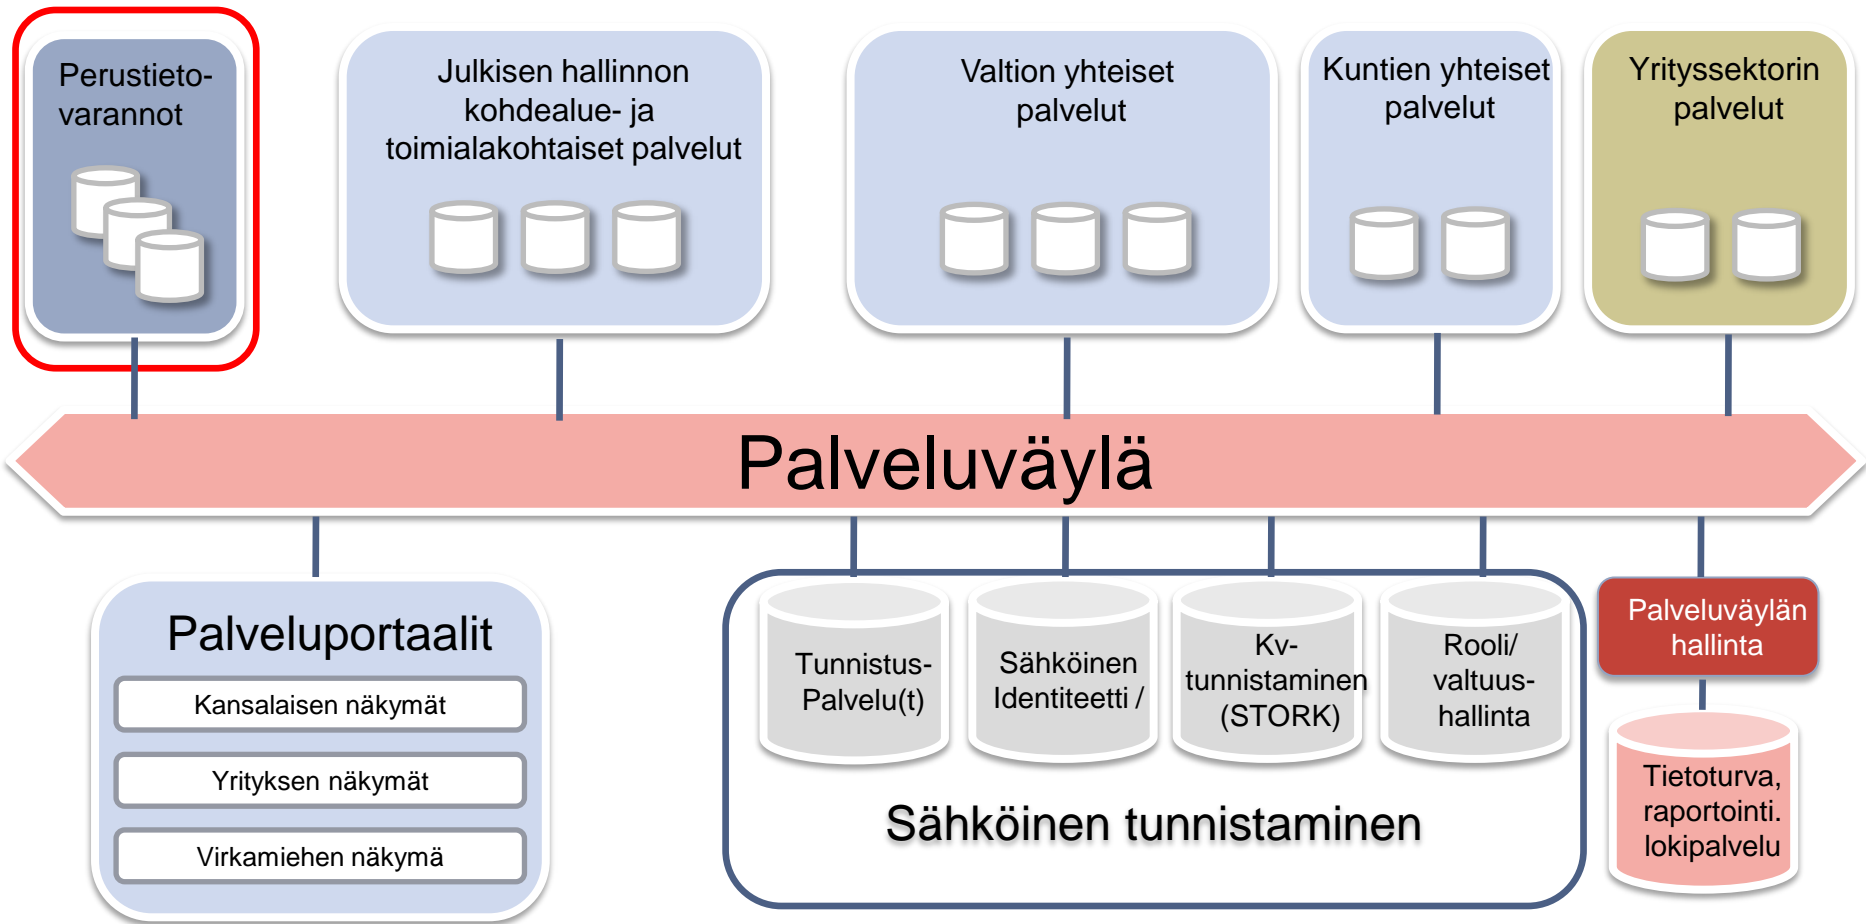 Perustieto-
varannot
Julkisen hallinnon
kohdealue- ja
toimialakohtaiset palvelut
Valtion yhteiset
palvelut
Kuntien yhteiset
palvelut
Yrityssektorin
palvelut
Palveluväylä
Palveluportaalit
Kansalaisen näkymät
Yrityksen näkymät
Virkamiehen näkymä
Tunnistus-
Palvelu(t)
Sähköinen
Identiteetti /
Kv-
tunnistaminen
(STORK)
Rooli/
valtuus-
hallinta
Sähköinen tunnistaminen
Palveluväylän
hallinta
Tietoturva,
raportointi.
lokipalvelu